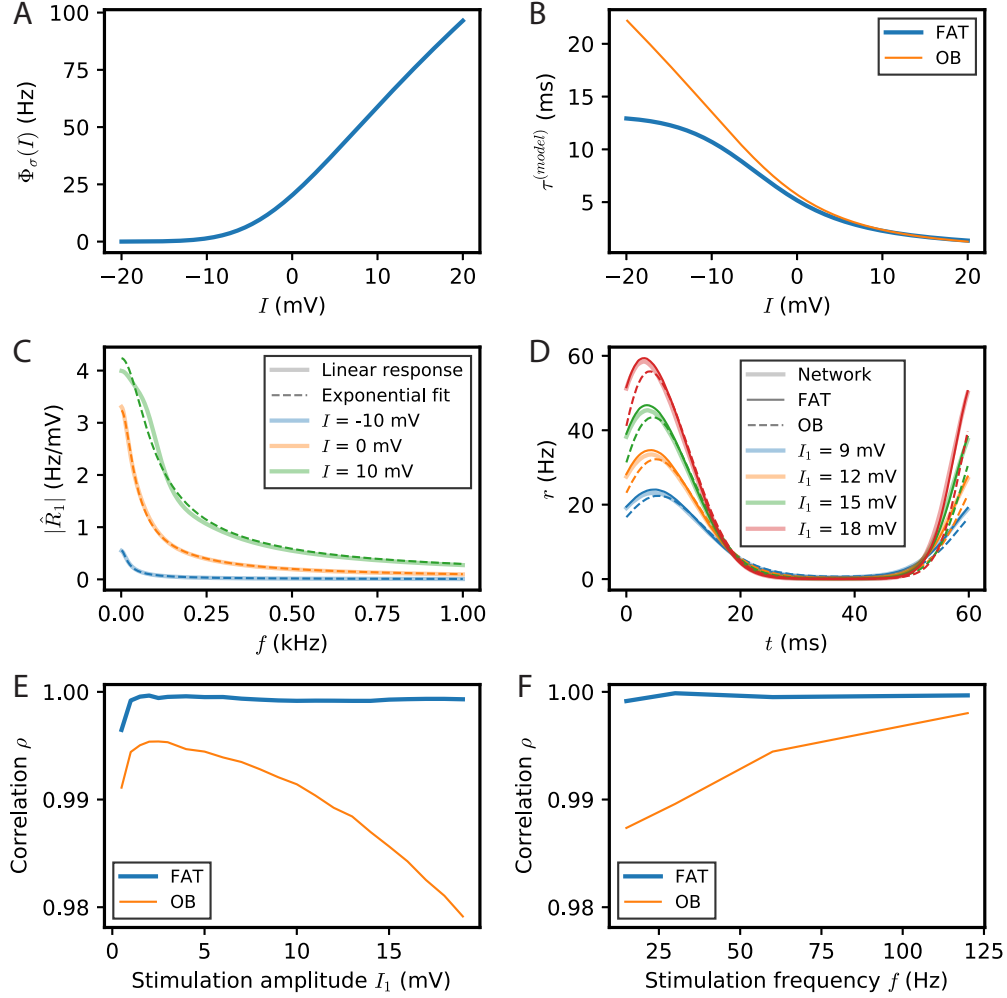 A
Φσ(I) (Hz)
100
75
50
25
0
−20
−10
0
10
20
I (mV)
B
τ(model) (ms)
20
15
10
5
−20
−10
0
10
20
I (mV)
FAT
OB
C
|R̂1| (Hz/mV)
4
3
2
1
0
0.00
0.25
0.50
0.75
1.00
f (kHz)
Linear response
Exponential fit
I = -10 mV
I = 0 mV
I = 10 mV
D
r (Hz)
60
40
20
0
0
20
40
60
t (ms)
Network
FAT
OB
I1 = 9 mV
I1 = 12 mV
I1 = 15 mV
I1 = 18 mV
E
Correlation ρ
1.00
0.99
0.98
0
5
10
15
Stimulation amplitude I1 (mV)
FAT
OB
F
Correlation ρ
1.00
0.99
0.98
25
50
75
100
125
Stimulation frequency f (Hz)
FAT
OB